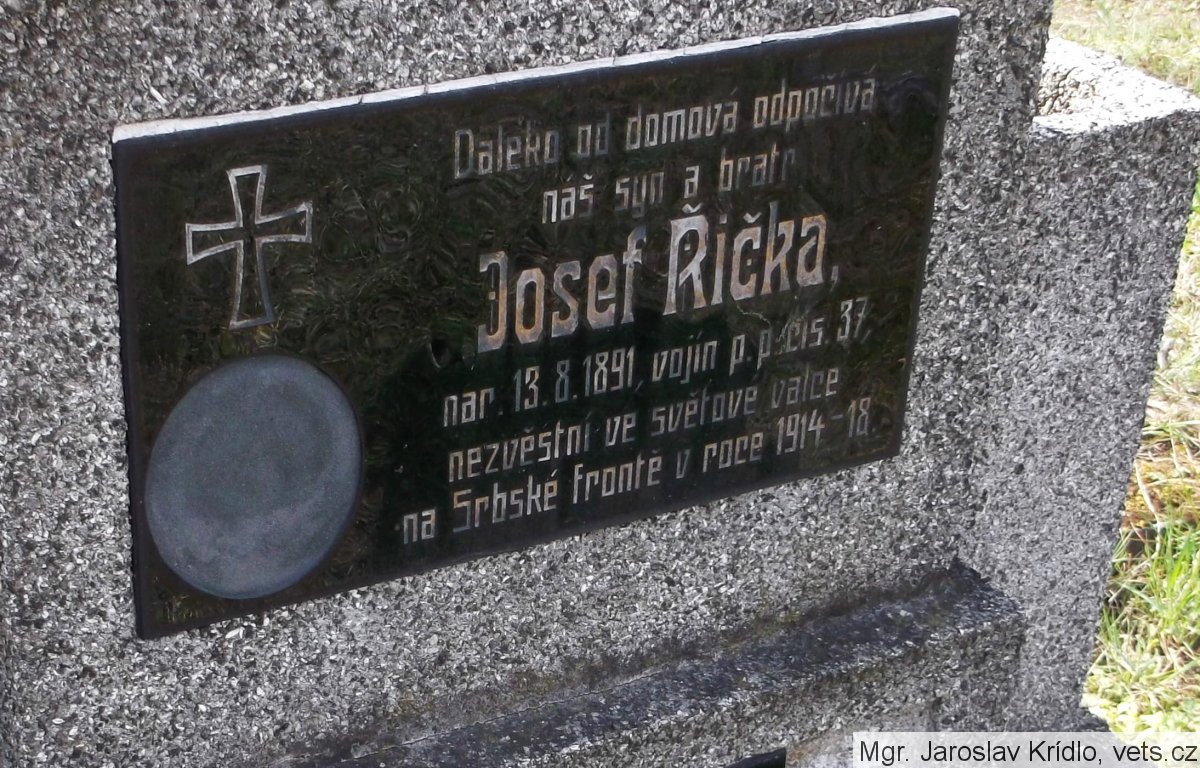 Daleko od domova odpočívá
náš syn a bratr
Josef Řička,
nar. 13. 8. 1891, vojín p. p. čís. 37,
nezvěstní ve světové válce
na Srbské frontě v roce 1914-18.
Mgr. Jaroslav Krídlo, vets.cz